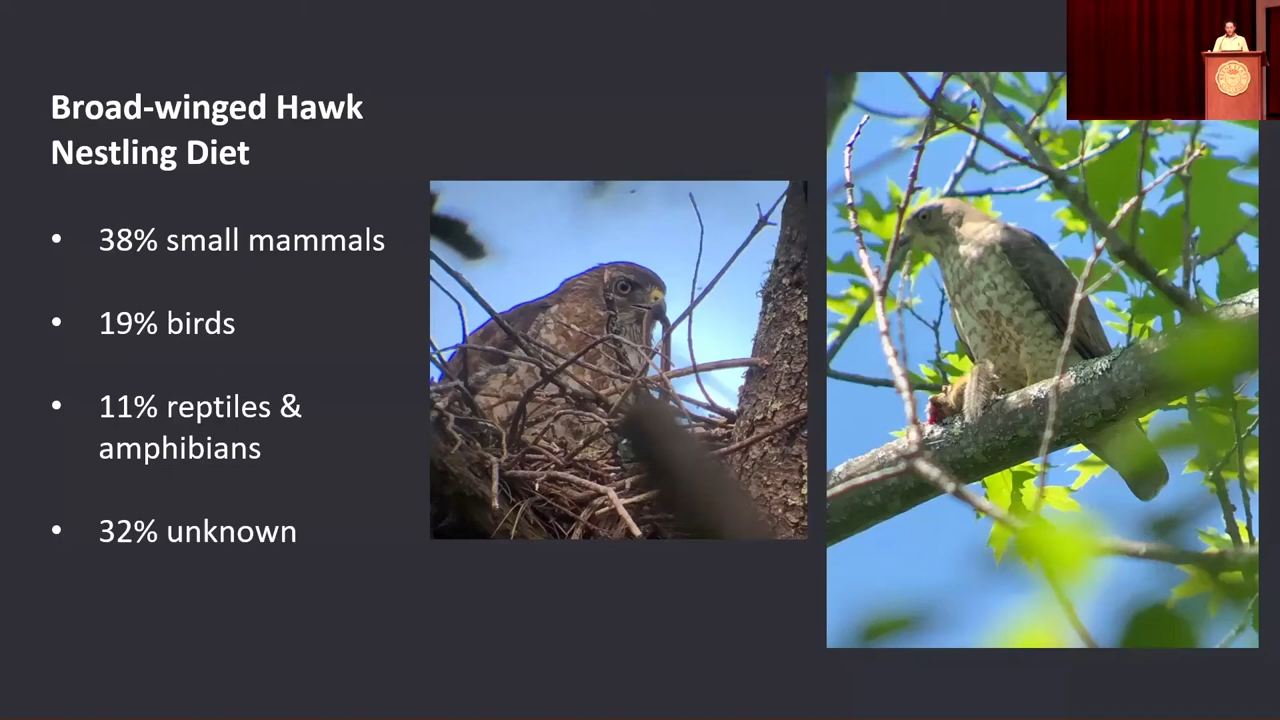 Broad-winged Hawk
Nestling Diet
• 38% small mammals
• 19% birds
• 11% reptiles &
amphibians
• 32% unknown